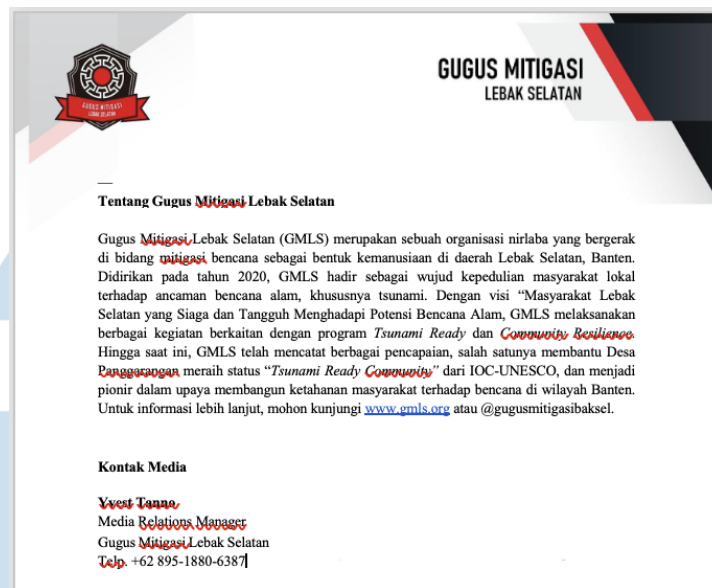 GUGUS MITIGASI
LEBAK SELATAN
GUGUS MITIGASI
LEBAK SELATAN
Tentang Gugus Mitigasi Lebak Selatan
Gugus Mitigasi Lebak Selatan (GMLS) merupakan sebuah organisasi nirlaba yang bergerak
di bidang mitigasi bencana sebagai bentuk kemanusiaan di daerah Lebak Selatan, Banten.
Didirikan pada tahun 2020, GMLS hadir sebagai wujud kepedulian masyarakat lokal
terhadap ancaman bencana alam, khususnya tsunami. Dengan visi “Masyarakat Lebak
Selatan yang Siaga dan Tangguh Menghadapi Potensi Bencana Alam, GMLS melaksanakan
berbagai kegiatan berkaitan dengan program Tsunami Ready dan Community Resilience.
Hingga saat ini, GMLS telah mencatat berbagai pencapaian, salah satunya membantu Desa
Panggarangan meraih status “Tsunami Ready Community” dari IOC-UNESCO, dan menjadi
pionir dalam upaya membangun ketahanan masyarakat terhadap bencana di wilayah Banten.
Untuk informasi lebih lanjut, mohon kunjungi www.gmls.org atau @gugusmitigasibaksel.
Kontak Media
Yvest Tanno
Media Relations Manager
Gugus Mitigasi Lebak Selatan
Telp. +62 895-1880-6387